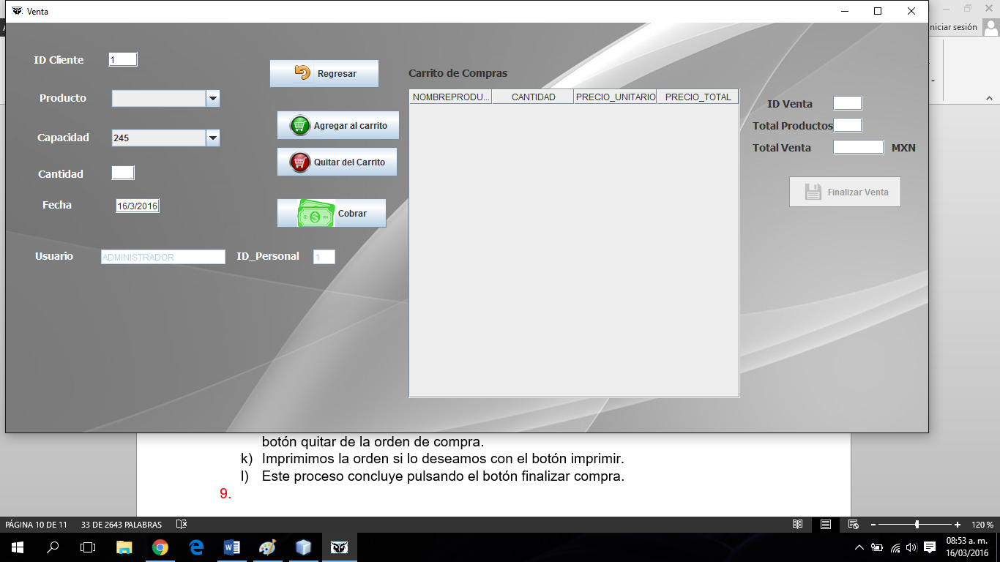 Venta
niciar sesión
ID Cliente
1
Producto
Capacidad
245
Cantidad
Fecha
16/3/2016
Usuario
ADMINISTRADOR
ID_Personal
1
Regresar
Agregar al carrito
Quitar del Carrito
Cobrar
Carrito de Compras
NOMBREPRODU...
CANTIDAD
PRECIO_UNITARIO
PRECIO_TOTAL
ID Venta
Total Productos
Total Venta
MXN
Finalizar Venta
botón quitar de la orden de compra.
k) Imprimimos la orden si lo deseamos con el botón imprimir.
l) Este proceso concluye pulsando el botón finalizar compra.
9.
PÁGINA 10 DE 11
33 DE 2643 PALABRAS
120 %
08:53 a. m.
16/03/2016